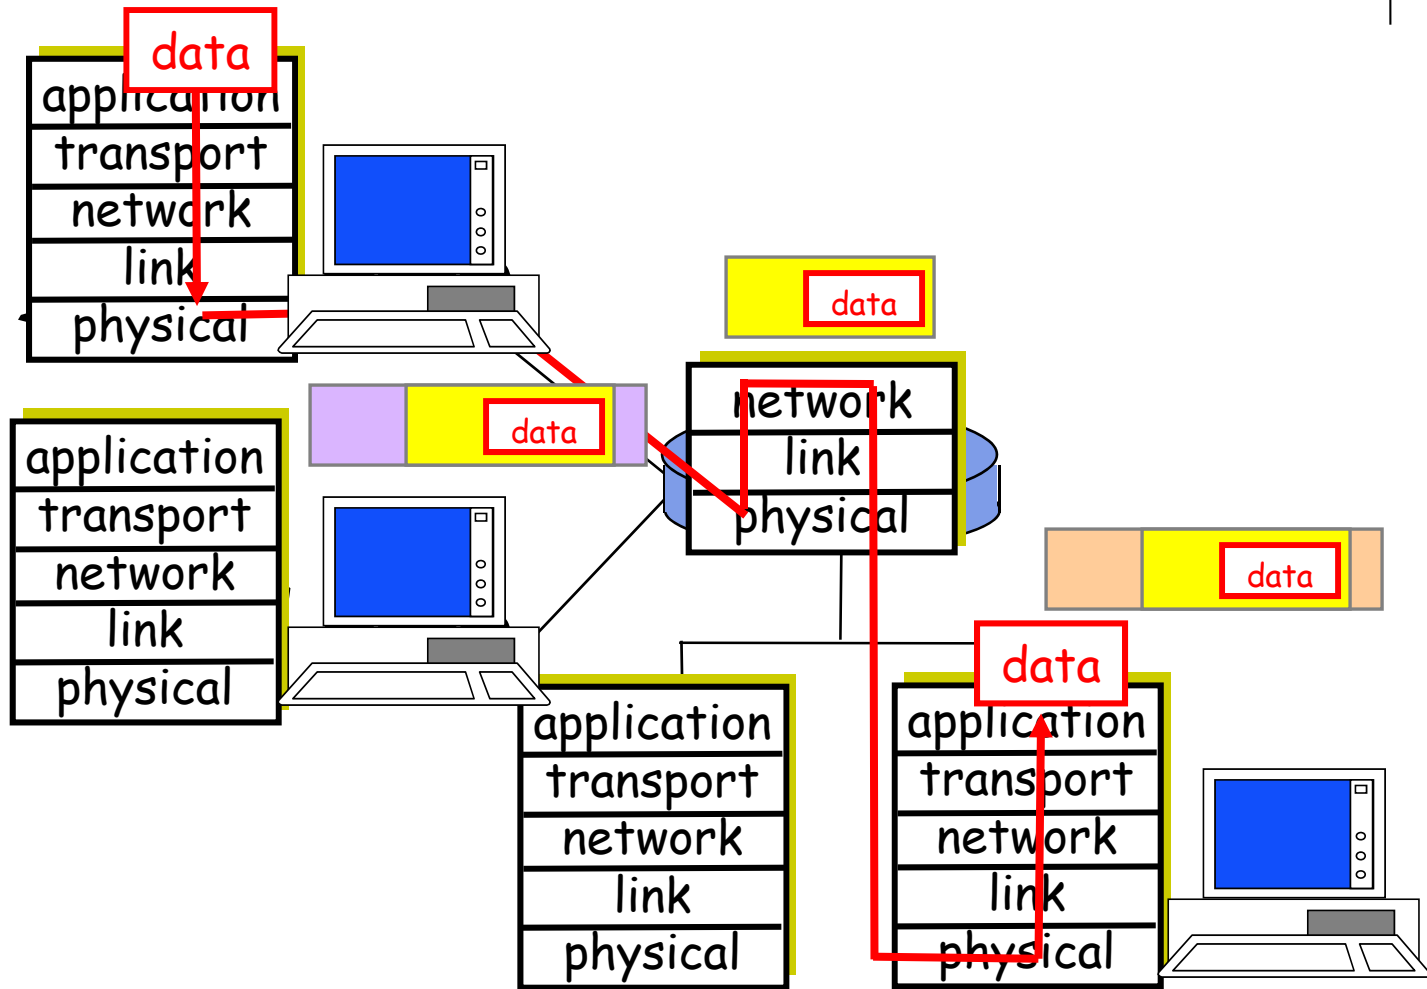 data
application
transport
network
link
physical
data
network
link
physical
data
application
transport
network
link
physical
data
data
application
transport
network
link
physical
application
transport
network
link
physical